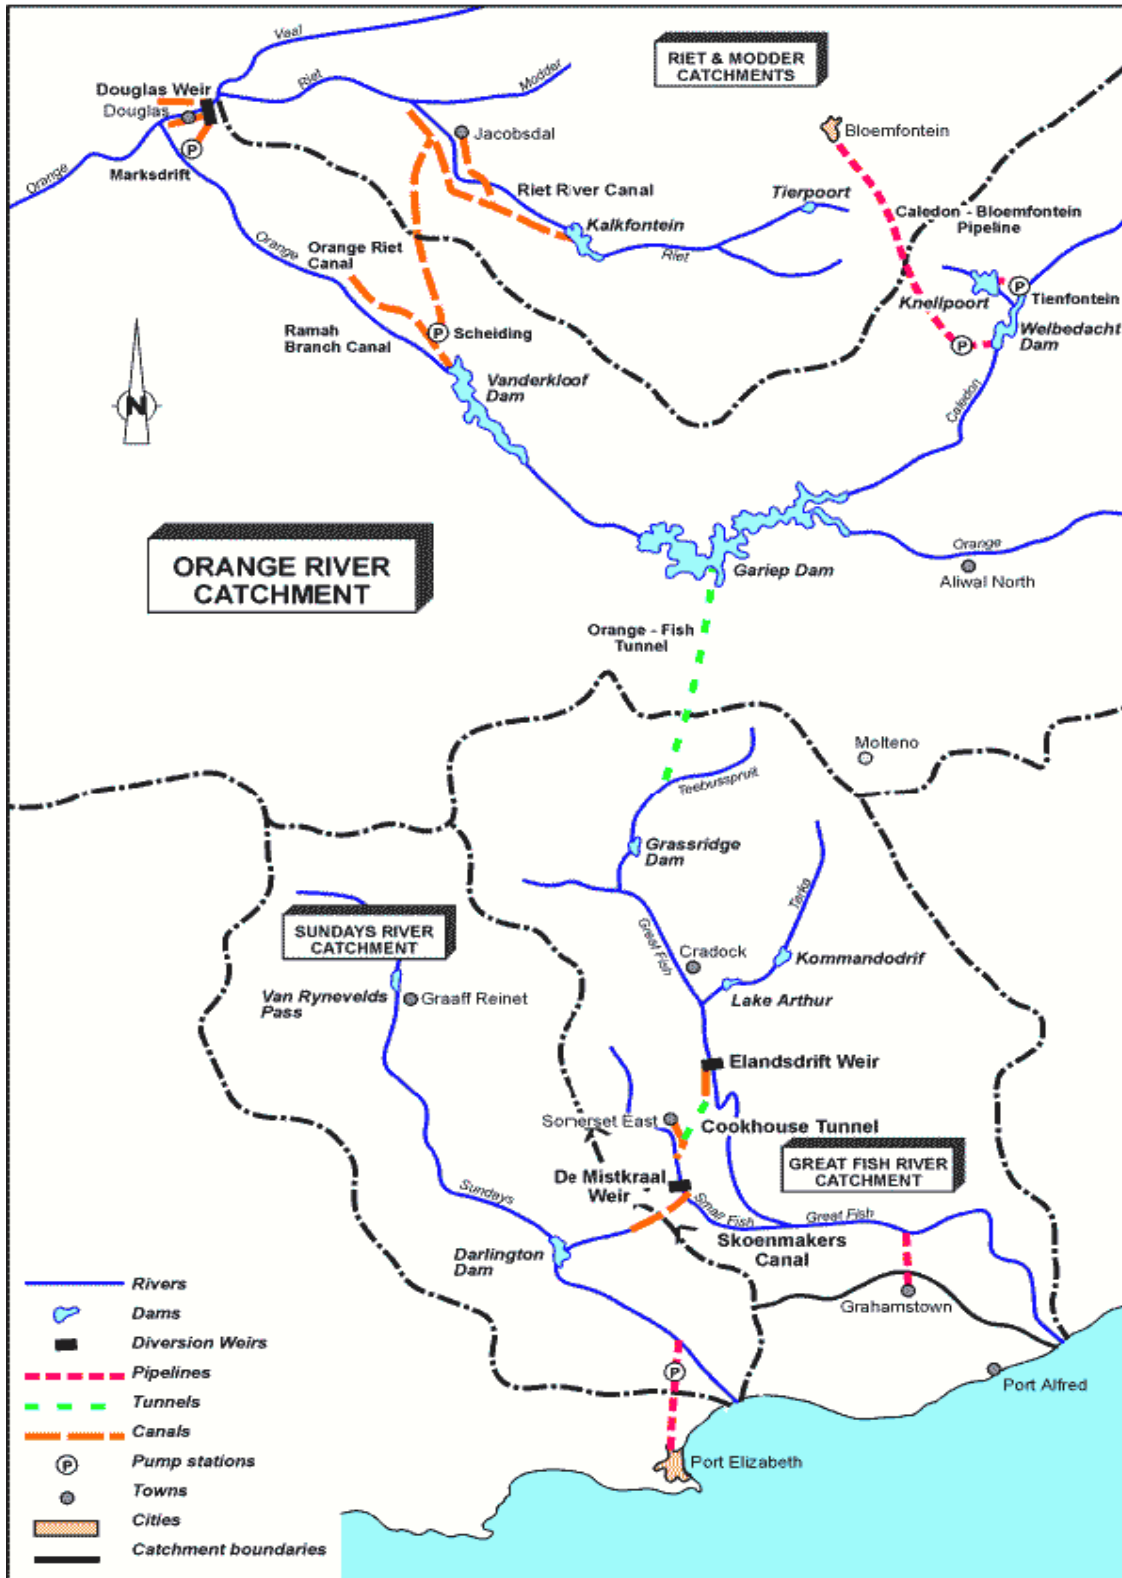 Vaal
RIET & MODDER
CATCHMENTS
Douglas Weir
Riet
Modder
Douglas
Jacobsdal
Bloemfontein
P
Marksdrift
Orange
Riet River Canal
Tierpoort
Caledon - Bloemfontein
Pipeline
Kalkfontein
Orange
Orange Riet
Canal
Riet
Knellpoort
P
Tienfontein
Ramah
Branch Canal
P
Scheiding
Welbedacht
Dam
P
Vanderkloof
Dam
Caledon
N
ORANGE RIVER
CATCHMENT
Gariep Dam
Orange
Aliwal North
Orange - Fish
Tunnel
Molteno
Teebusspruit
Grassridge
Dam
Tarka
SUNDAYS RIVER
CATCHMENT
Great Fish
Cradock
Kommandodrif
Van Rynevelds
Pass
Graaff Reinet
Lake Arthur
Elandsdrift Weir
Somerset East
Cookhouse Tunnel
De Mistkraal
Weir
GREAT FISH RIVER
CATCHMENT
Sundays
Small Fish
Great Fish
Skoenmakers
Canal
Darlington
Dam
Grahamstown
Rivers
Dams
Diversion Weirs
Pipelines
P
Port Alfred
Tunnels
Canals
P
Pump stations
Port Elizabeth
Towns
Cities
Catchment boundaries